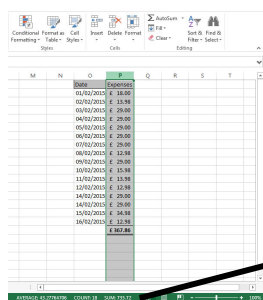 AutoSum
Fill
Clear
Conditional Formatting
Format as Table
Cell Styles
Insert Delete Format
Sort & Filter
Find & Select
Styles Cells Editing
M N O P Q R S T
Date Expenses
01/02/2015 £ 18.00
02/02/2015 £ 13.98
03/02/2015 £ 29.00
04/02/2015 £ 29.00
05/02/2015 £ 29.00
06/02/2015 £ 29.00
07/02/2015 £ 29.00
08/02/2015 £ 12.98
09/02/2015 £ 29.00
10/02/2015 £ 15.98
11/02/2015 £ 13.98
12/02/2015 £ 12.98
14/02/2015 £ 29.00
14/02/2015 £ 29.00
15/02/2015 £ 34.98
16/02/2015 £ 12.98
£ 367.86
AVERAGE: 43.27764706 COUNT: 18 SUM: 735.72 100%